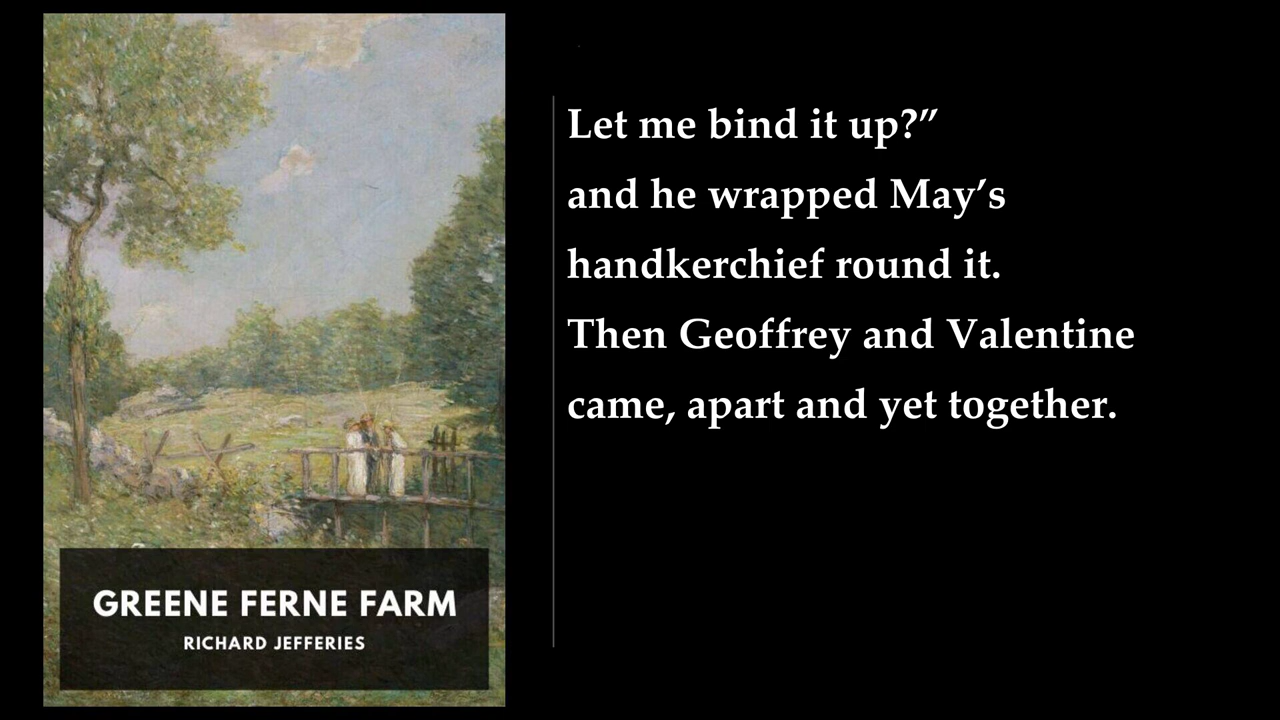 Let me bind it up?”
and he wrapped May’s
handkerchief round it.
Then Geoffrey and Valentine
came, apart and yet together.
GREENE FERNE FARM
RICHARD JEFFERIES